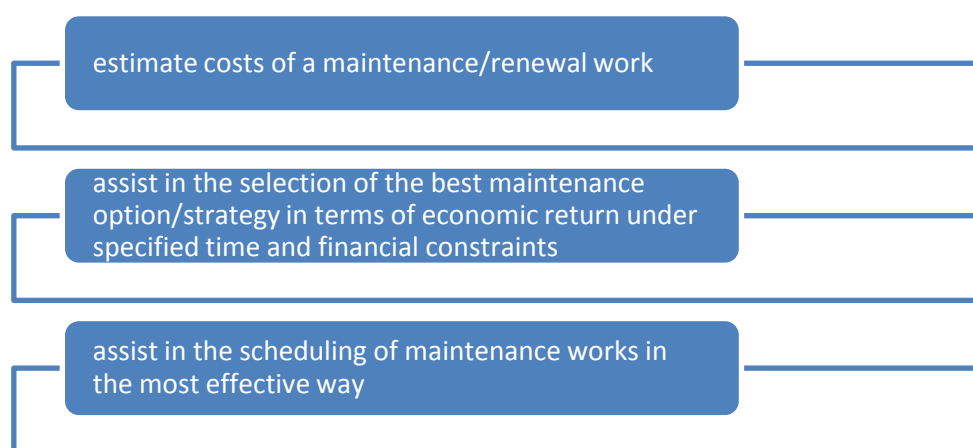 estimate costs of a maintenance/renewal work
assist in the selection of the best maintenance
option/strategy in terms of economic return under
specified time and financial constraints
assist in the scheduling of maintenance works in
the most effective way